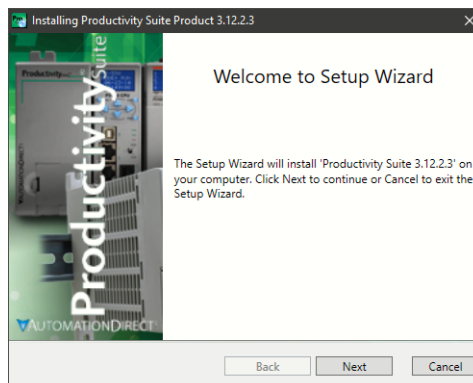 Installing Productivity Suite Product 3.12.2.3
Productivity Suite
Productivity
AUTOMATIONDIRECT
Welcome to Setup Wizard
The Setup Wizard will install 'Productivity Suite 3.12.2.3' on
your computer. Click Next to continue or Cancel to exit the
Setup Wizard.
Back
Next
Cancel